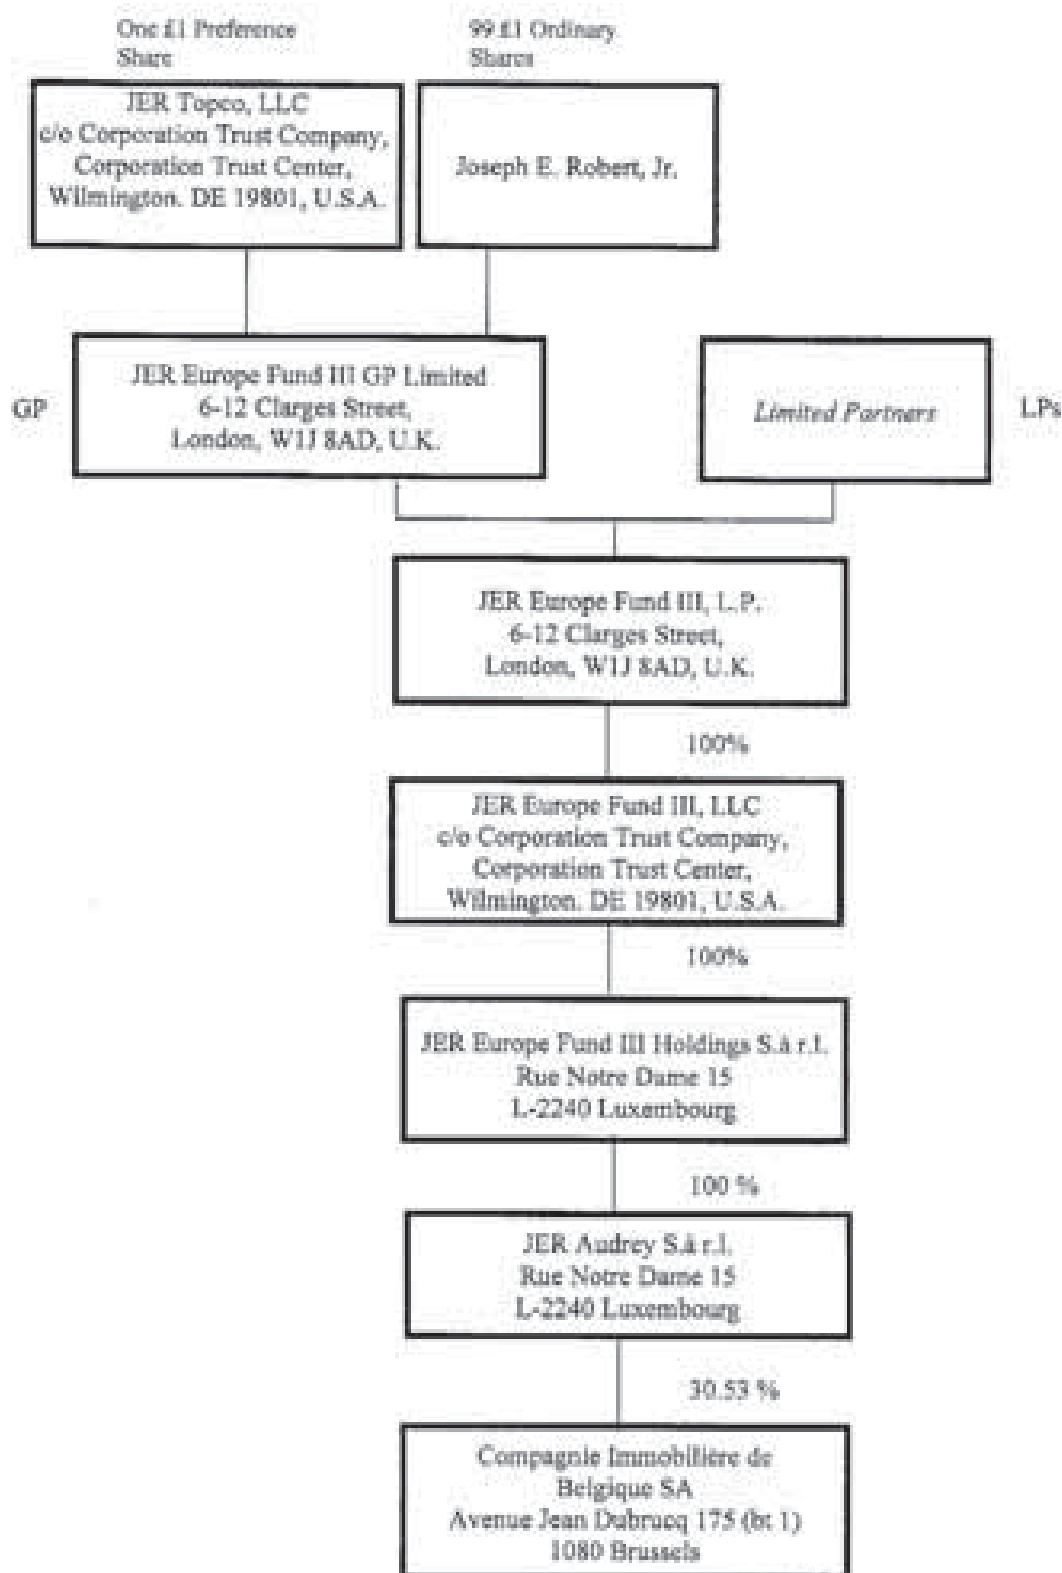 One £1 Preference
Share
99 £1 Ordinary
Shares
JER Topco, LLC
c/o Corporation Trust Company,
Corporation Trust Center,
Wilmington. DE 19801, U.S.A.
Joseph E. Robert, Jr.
GP
JER Europe Fund III GP Limited
6-12 Clarges Street,
London, W1J 8AD, U.K.
Limited Partners
LPs
JER Europe Fund III, L.P.
6-12 Clarges Street,
London, W1J 8AD, U.K.
100%
JER Europe Fund III, LLC
c/o Corporation Trust Company,
Corporation Trust Center,
Wilmington. DE 19801, U.S.A.
100%
JER Europe Fund III Holdings S.à r.l.
Rue Notre Dame 15
L-2240 Luxembourg
100 %
JER Audrey S.à r.l.
Rue Notre Dame 15
L-2240 Luxembourg
30.53 %
Compagnie Immobilière de
Belgique SA
Avenue Jean Dubrucq 175 (bt 1)
1080 Brussels